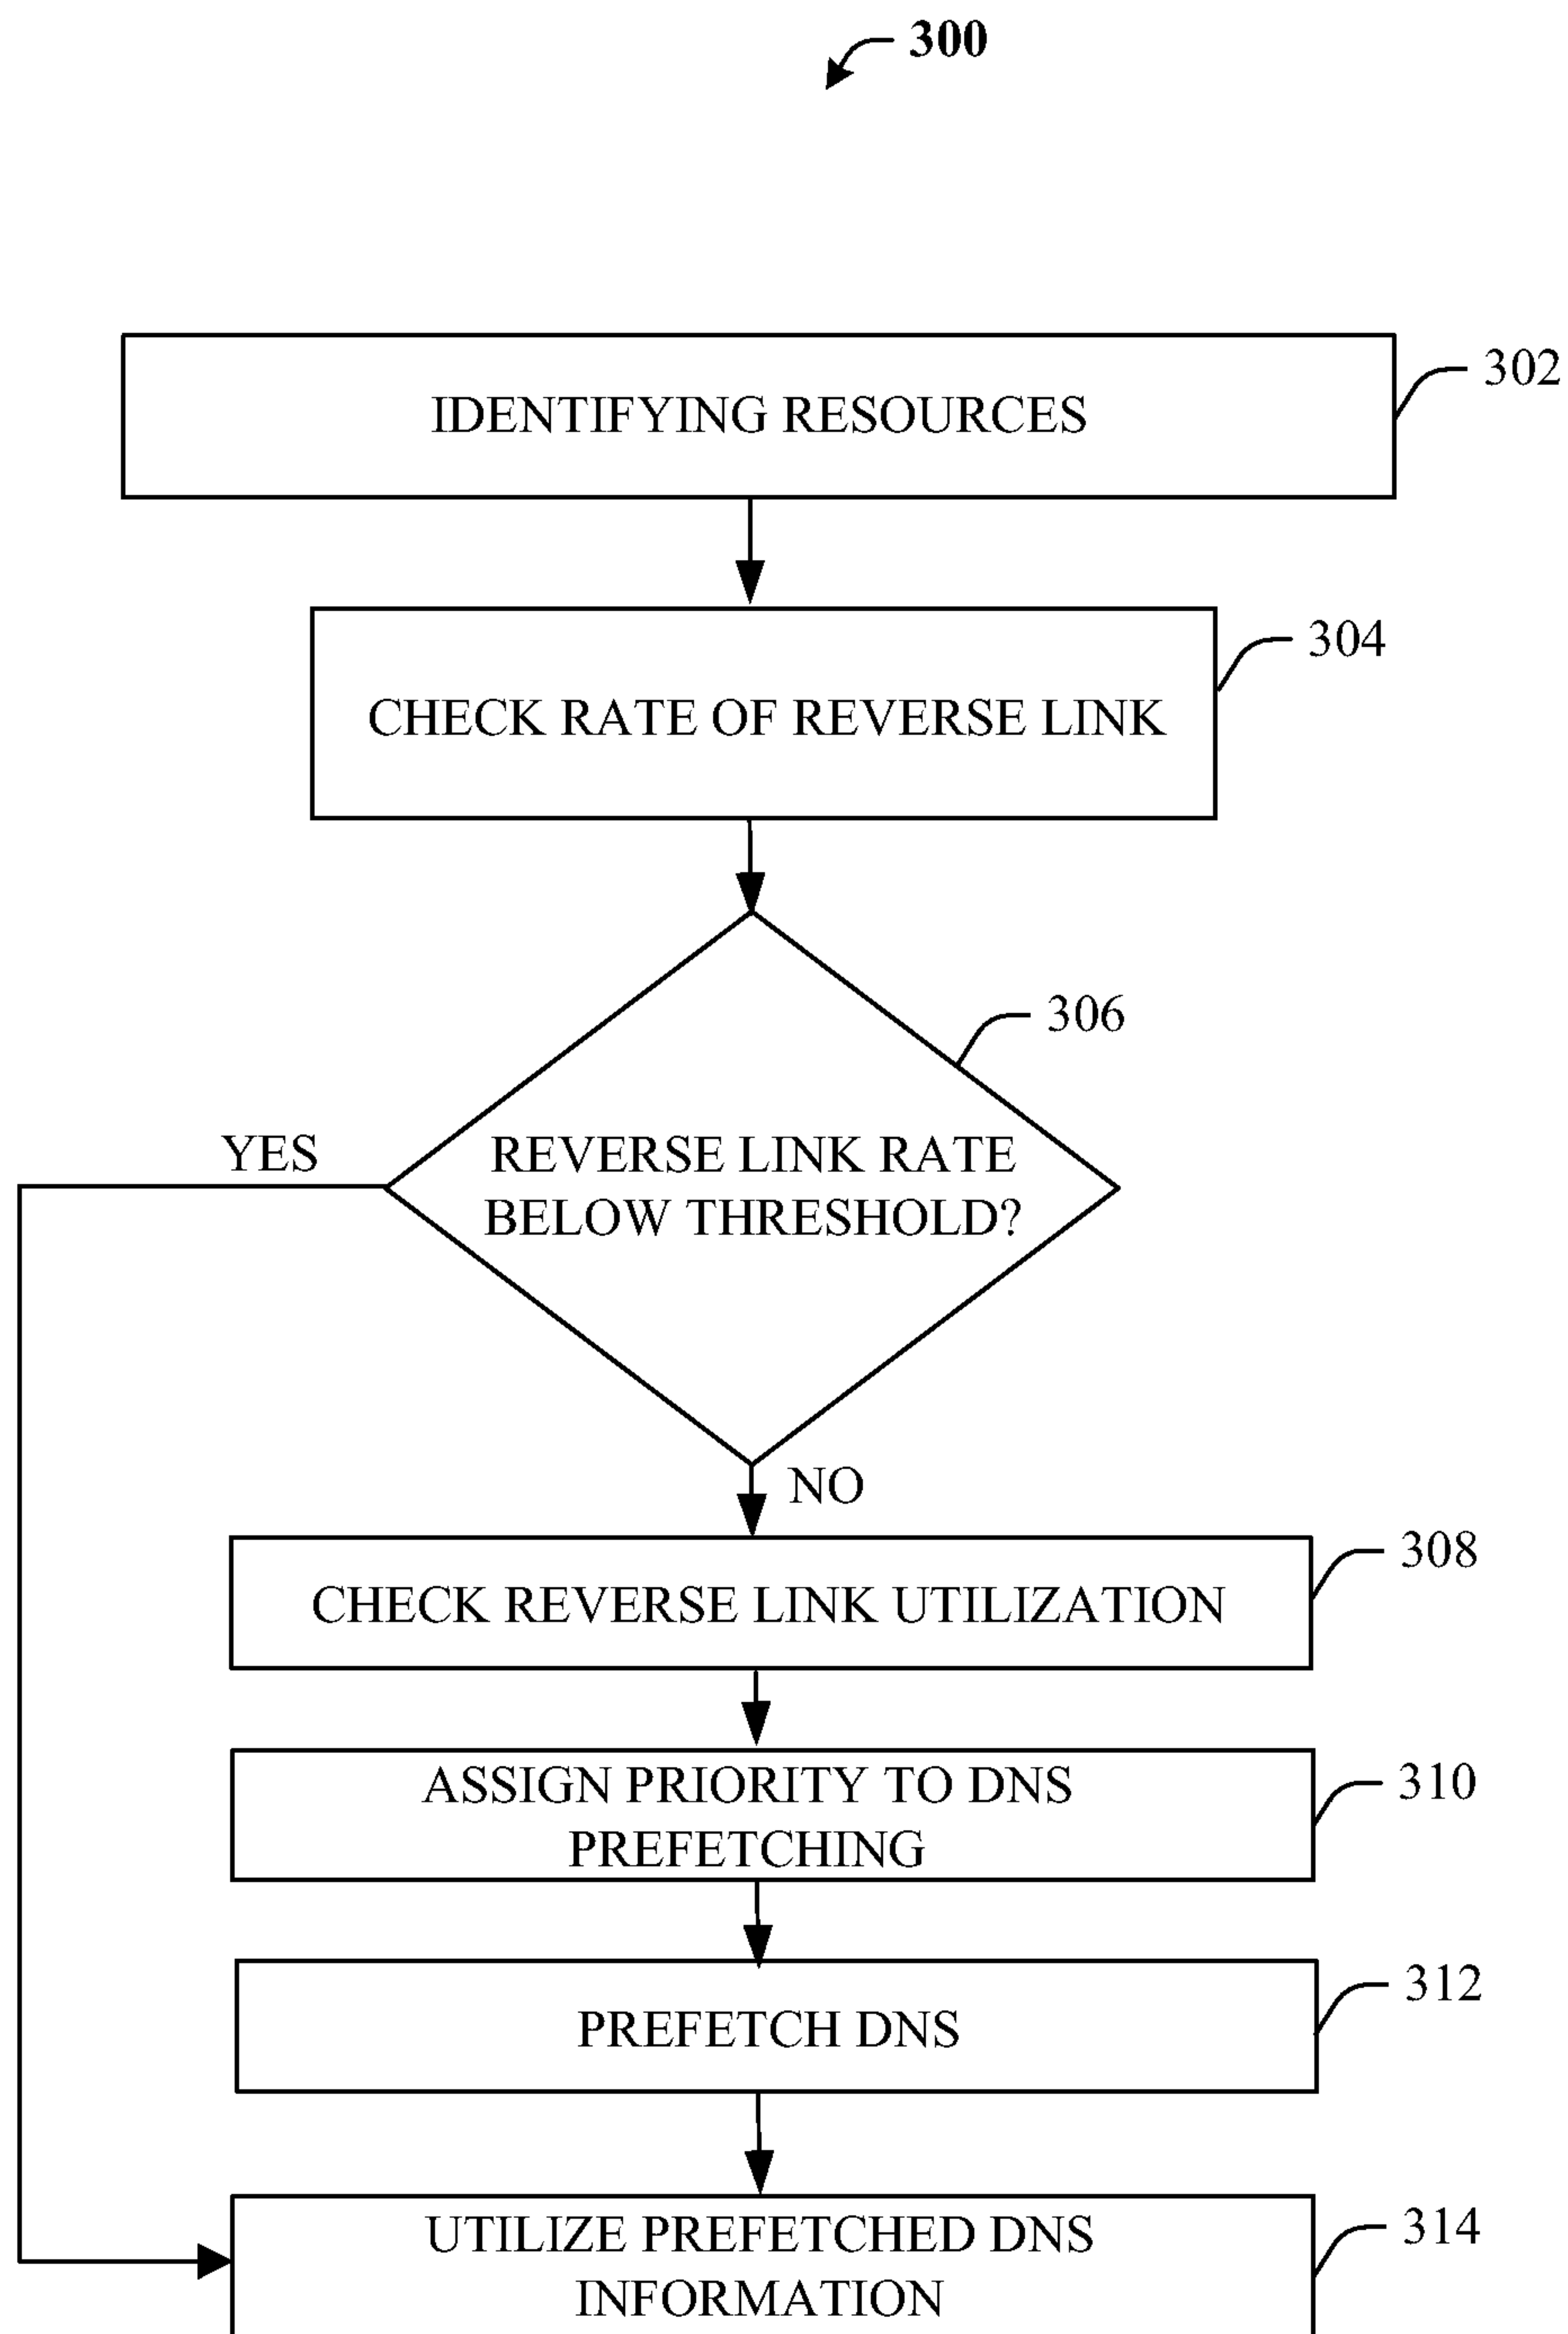 300
IDENTIFYING RESOURCES
302
CHECK RATE OF REVERSE LINK
304
306
YES
REVERSE LINK RATE
BELOW THRESHOLD?
NO
CHECK REVERSE LINK UTILIZATION
308
ASSIGN PRIORITY TO DNS
PREFETCHING
310
PREFETCH DNS
312
UTILIZE PREFETCHED DNS
INFORMATION
314